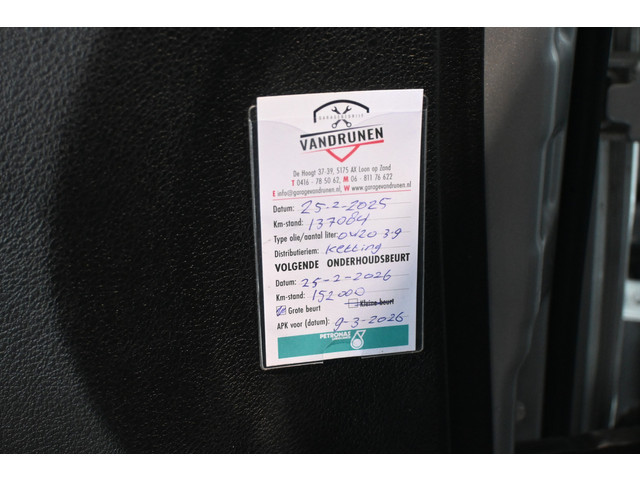 GARAGEBEDRIJF
VANDRUNEN
De Hoogt 37-39, 5175 AK Loon op Zand
T 0416 - 78 50 62, M 06 - 811 76 622
E info@garagevandrunen.nl, W www.garagevandrunen.nl
Datum: 25-2-2025
Km-stand: 137084
Type olie/aantal liter: 0W20 3.9
Distributieriem: Ketting
VOLGENDE ONDERHOUDSBEURT
Datum: 25-2-2026
Km-stand: 152000
Grote beurt Kleine beurt
APK voor (datum): 9-3-2026
PETRONAS